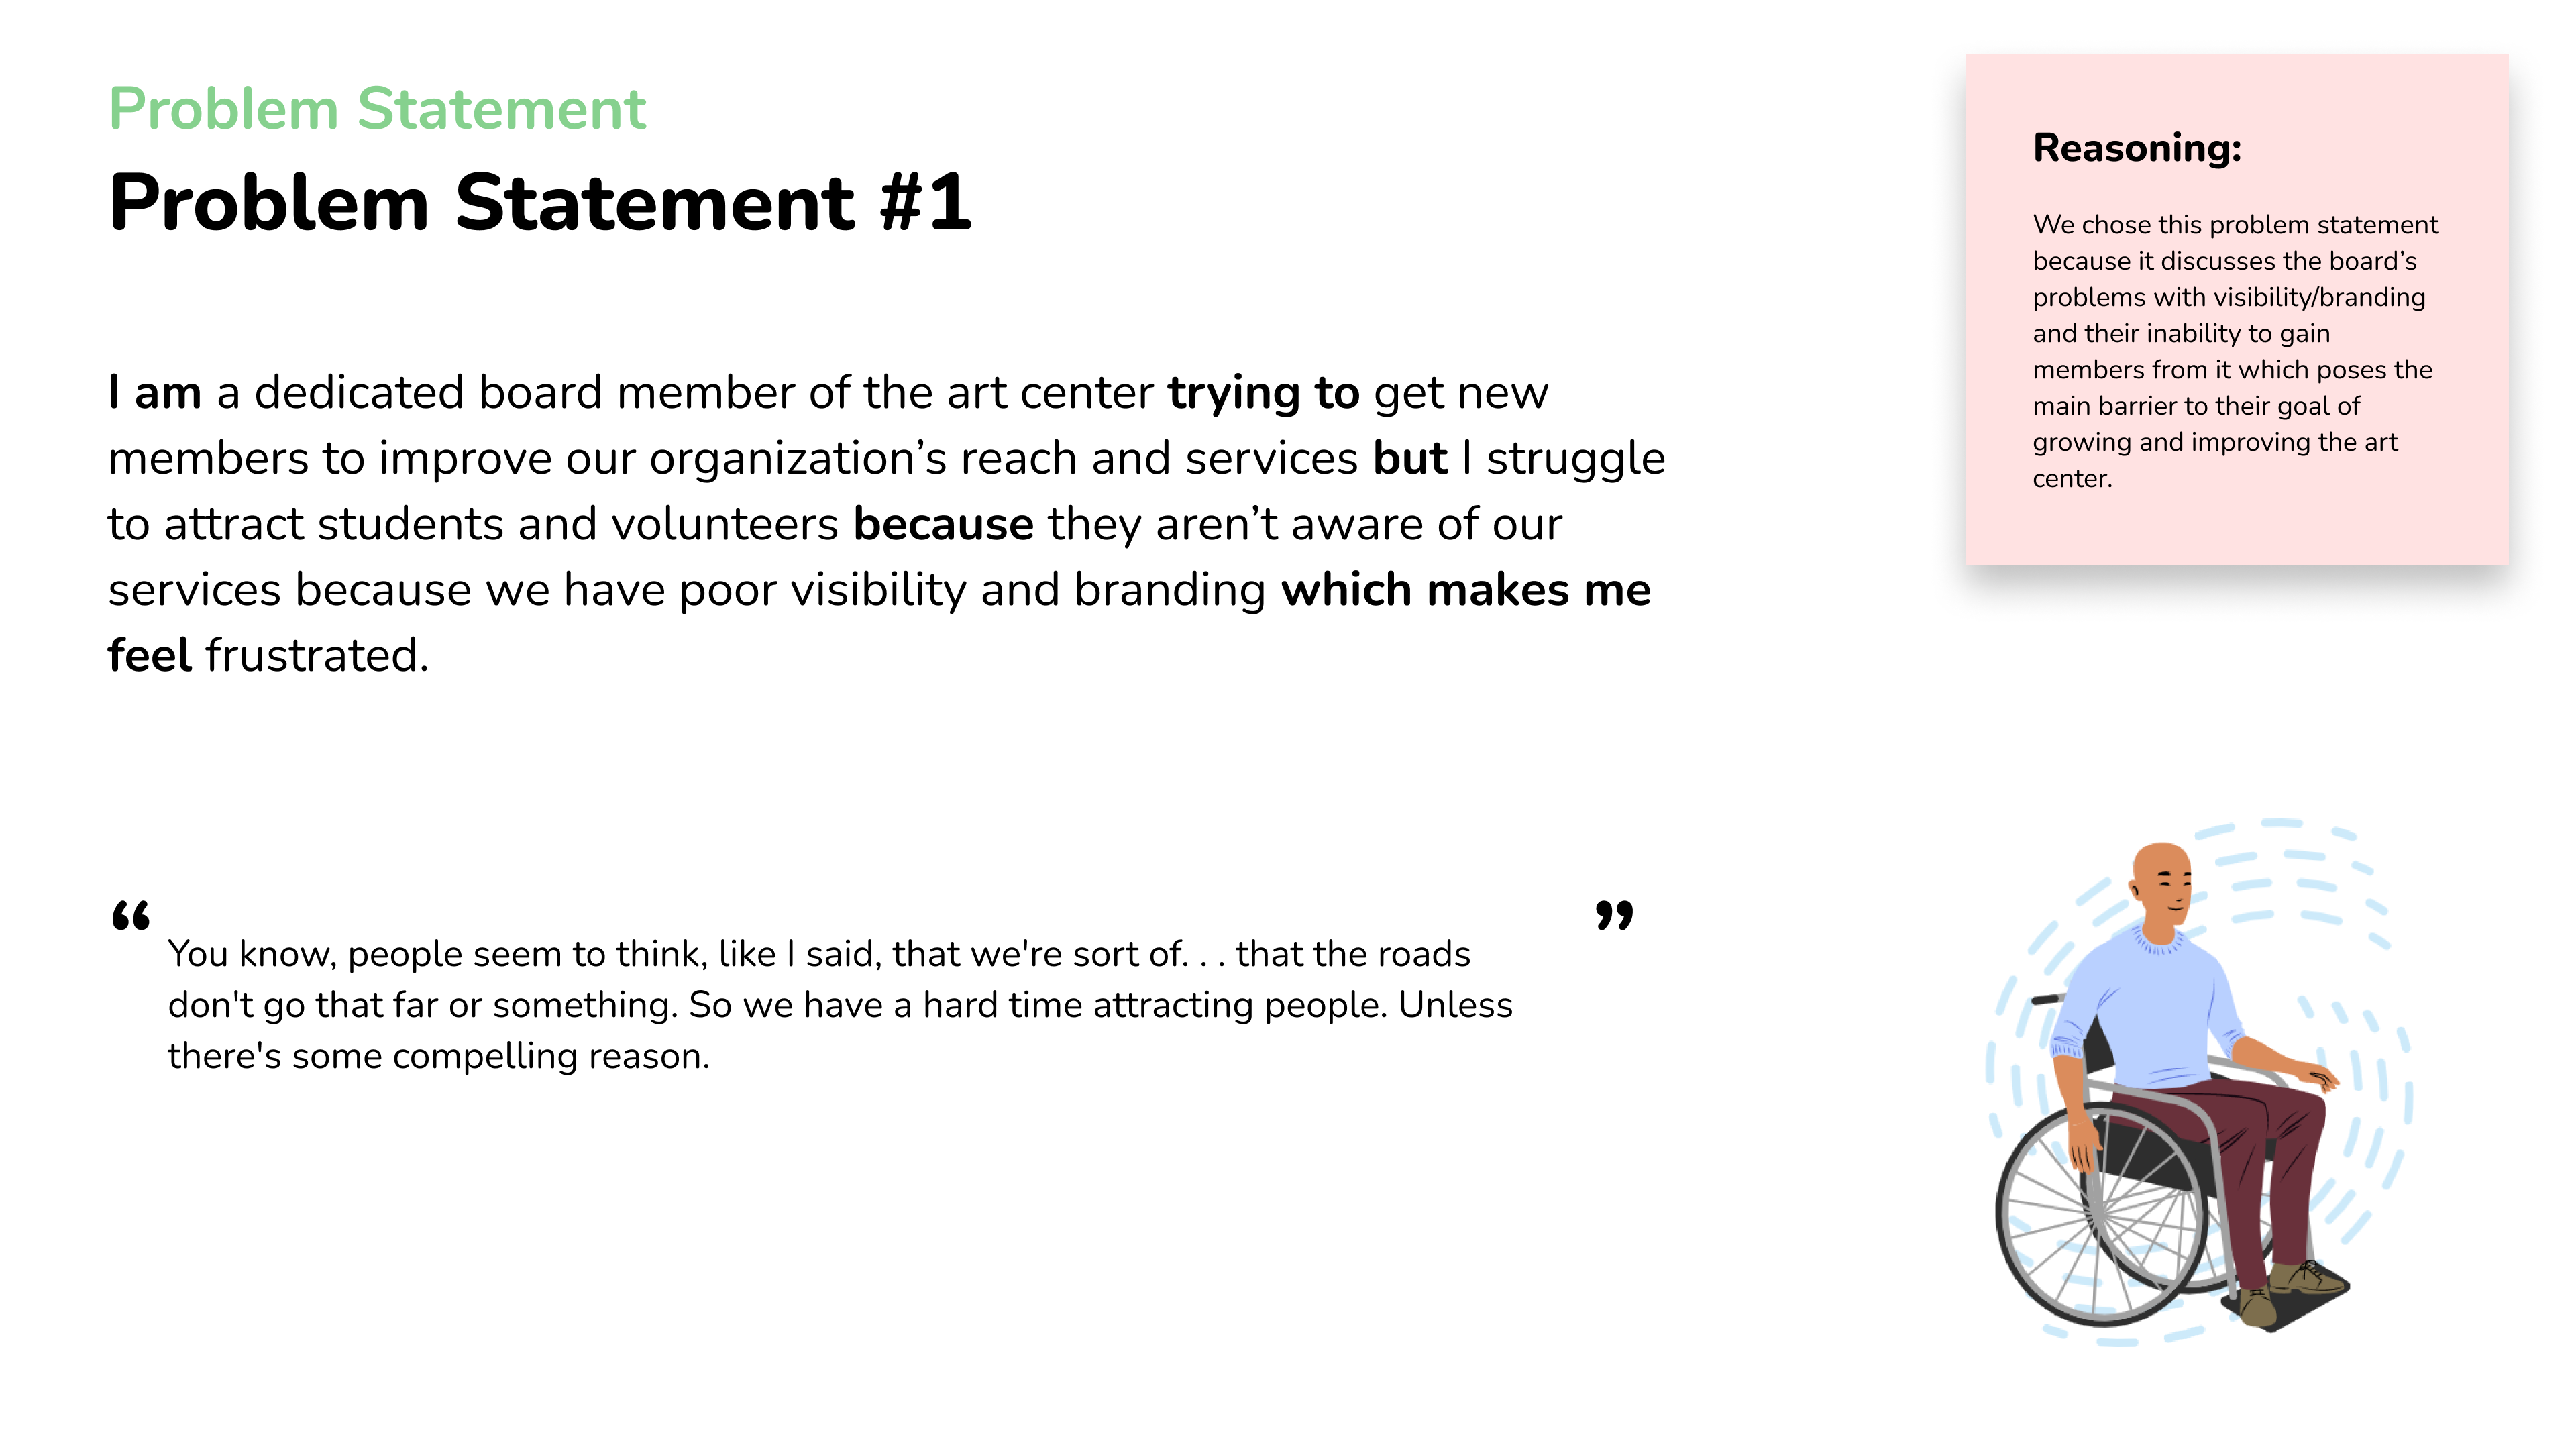 Problem Statement
Problem Statement #1
I am a dedicated board member of the art center trying to get new
members to improve our organization’s reach and services but I struggle
to attract students and volunteers because they aren’t aware of our
services because we have poor visibility and branding which makes me
feel frustrated.
“
You know, people seem to think, like I said, that we're sort of. . . that the roads
don't go that far or something. So we have a hard time attracting people. Unless
there's some compelling reason.
”
Reasoning:
We chose this problem statement
because it discusses the board’s
problems with visibility/branding
and their inability to gain
members from it which poses the
main barrier to their goal of
growing and improving the art
center.